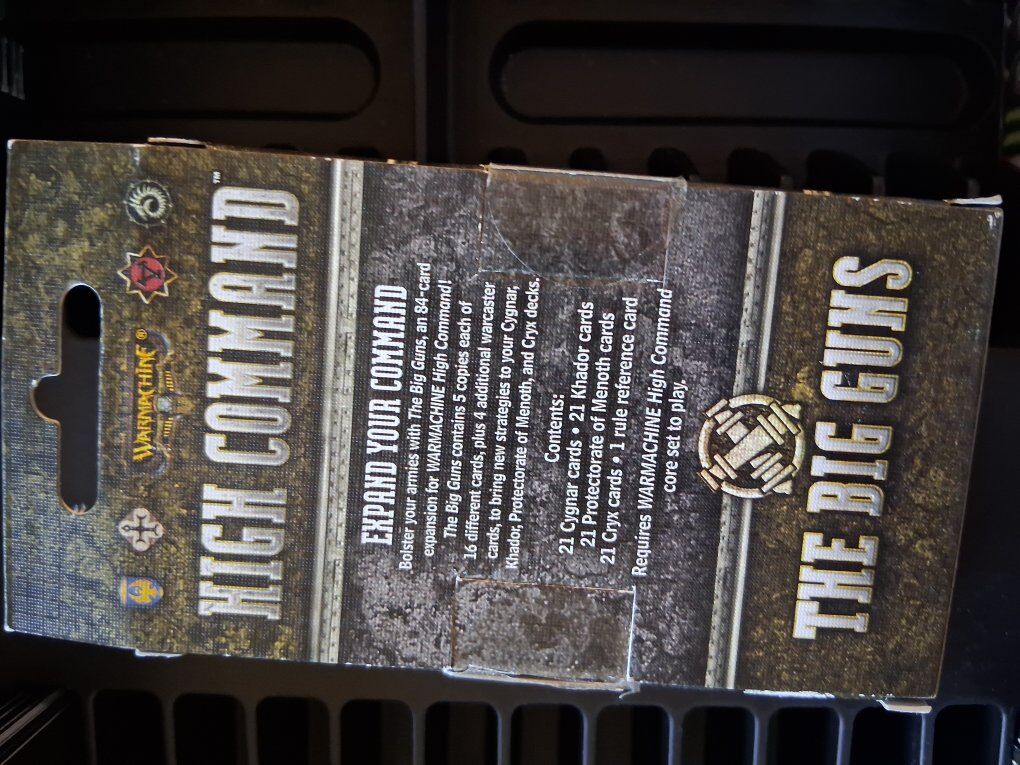 WARMACHINE®
HIGH COMMAND™
EXPAND YOUR COMMAND
Bolster your armies with The Big Guns, an 84-card
expansion for WARMACHINE High Command!
The Big Guns contains 5 copies each of
16 different cards, plus 4 additional warcaster
cards, to bring new strategies to your Cygnar,
Khador, Protectorate of Menoth, and Cryx decks.
Contents:
21 Cygnar cards • 21 Khador cards
21 Protectorate of Menoth cards
21 Cryx cards • 1 rule reference card
Requires WARMACHINE High Command
core set to play.
THE BIG GUNS